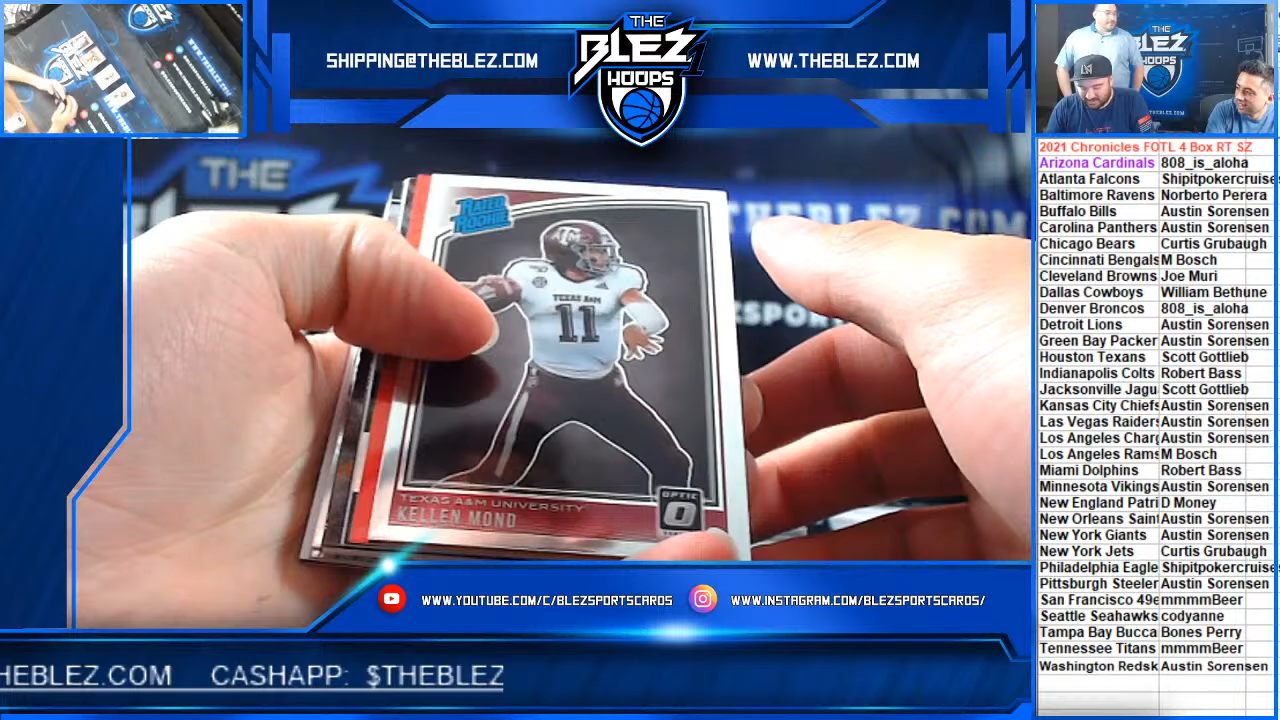 SHIPPING@THEBLEZ.COM
THE
BLEZ
HOOPS
WWW.THEBLEZ.COM
THE
RATED
ROOKIE
TEXAS A&M
11
TEXAS A&M UNIVERSITY
KELLEN MOND
OPTIC
WWW.YOUTUBE.COM/C/BLEZSPORTSCARDS
WWW.INSTAGRAM.COM/BLEZSPORTSCARDS/
HEBLEZ.COM CASHAPP: $THEBLEZ
2021 Chronicles FOTL 4 Box RT SZ
Arizona Cardinals 808_is_aloha
Atlanta Falcons Shipitpokercruise
Baltimore Ravens Norberto Perera
Buffalo Bills Austin Sorensen
Carolina Panthers Austin Sorensen
Chicago Bears Curtis Grubaugh
Cincinnati Bengals M Bosch
Cleveland Browns Joe Muri
Dallas Cowboys William Bethune
Denver Broncos 808_is_aloha
Detroit Lions Austin Sorensen
Green Bay Packer Austin Sorensen
Houston Texans Scott Gottlieb
Indianapolis Colts Robert Bass
Jacksonville Jagu Scott Gottlieb
Kansas City Chiefs Austin Sorensen
Las Vegas Raiders Austin Sorensen
Los Angeles Charg Austin Sorensen
Los Angeles Rams M Bosch
Miami Dolphins Robert Bass
Minnesota Vikings Austin Sorensen
New England Patri D Money
New Orleans Saint Austin Sorensen
New York Giants Austin Sorensen
New York Jets Curtis Grubaugh
Philadelphia Eagle Shipitpokercruise
Pittsburgh Steeler Austin Sorensen
San Francisco 49e mmmmBeer
Seattle Seahawks codyanne
Tampa Bay Bucca Bones Perry
Tennessee Titans mmmmBeer
Washington Redsk Austin Sorensen